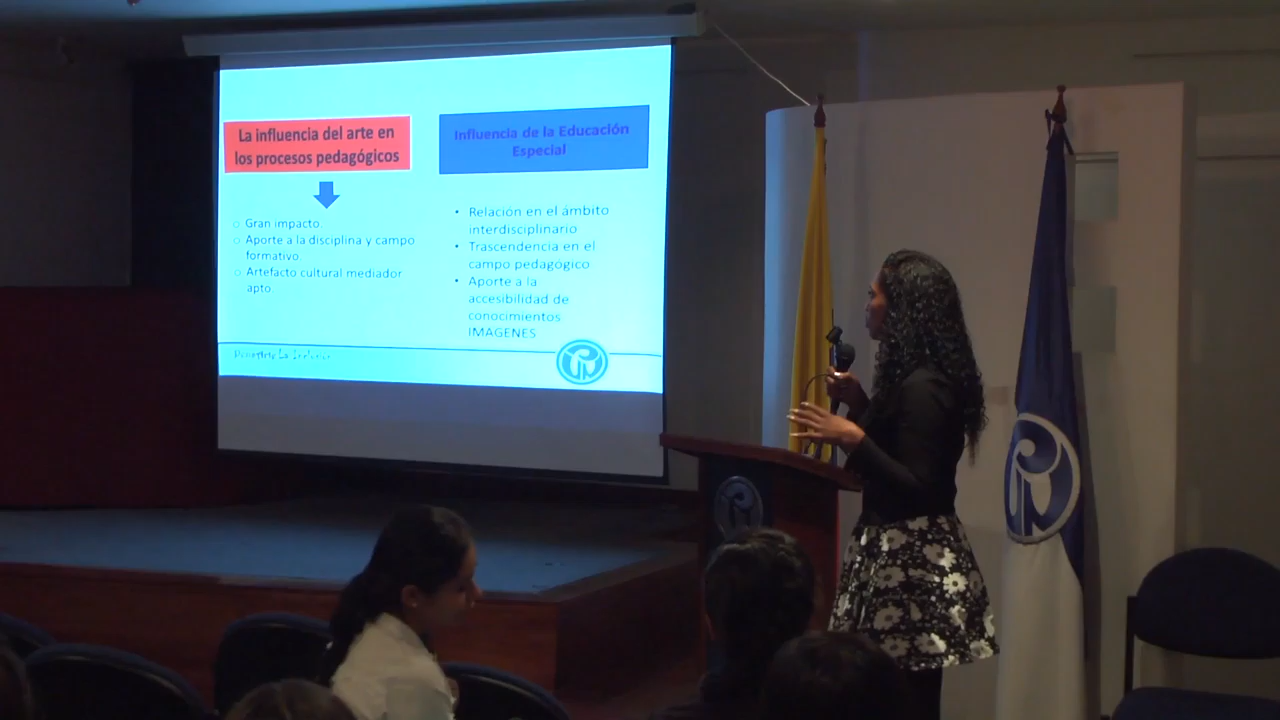 La influencia del arte en
los procesos pedagógicos
Gran impacto.
Aporte a la disciplina y campo
formativo.
Artefacto cultural mediador
apto.
Influencia de la Educación
Especial
Relación en el ámbito
interdisciplinario
Trascendencia en el
campo pedagógico
Aporte a la
accesibilidad de
conocimientos
IMAGENES
La